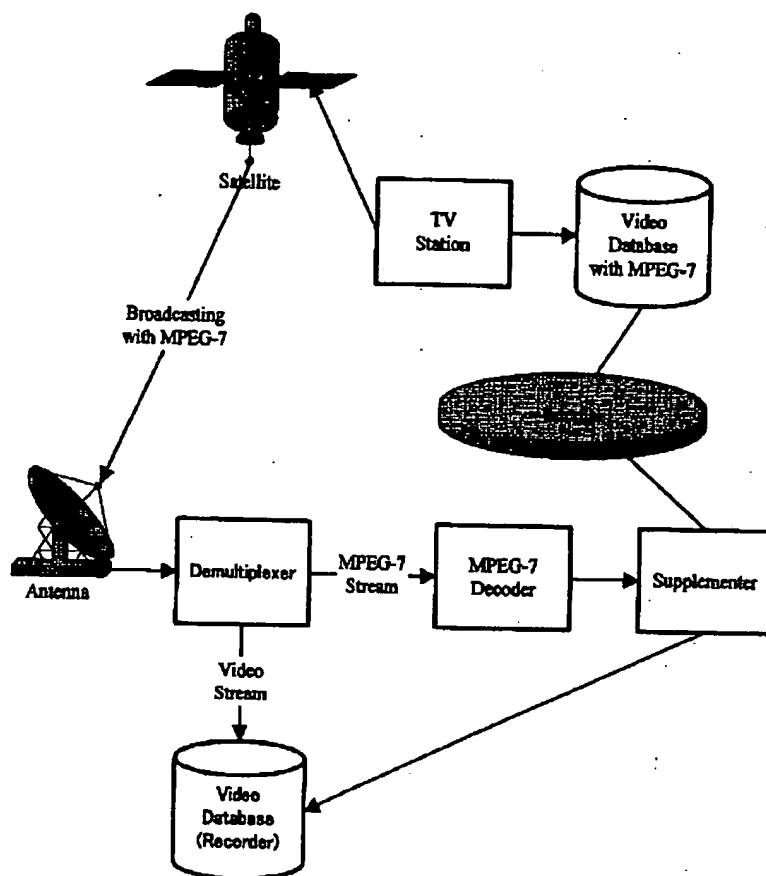 Satellite
TV
Station
Video
Database
with MPEG-7
Broadcasting
with MPEG-7
Antenna
Demultiplexer
MPEG-7
Stream
MPEG-7
Decoder
Supplementer
Video
Stream
Video
Database
(Recorder)